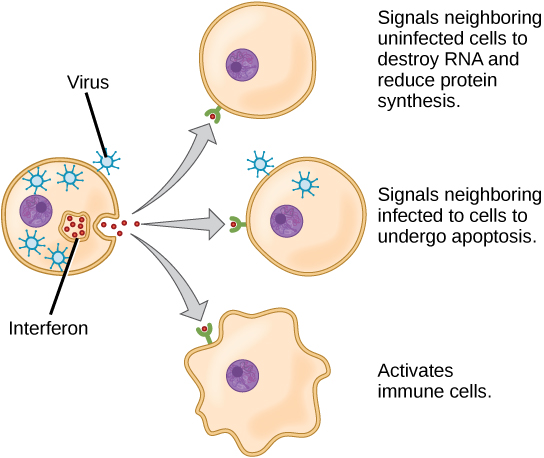 Signals neighboring
uninfected cells to
destroy RNA and
reduce protein
synthesis.
Virus
Signals neighboring
infected to cells to
undergo apoptosis.
Interferon
Activates
immune cells.